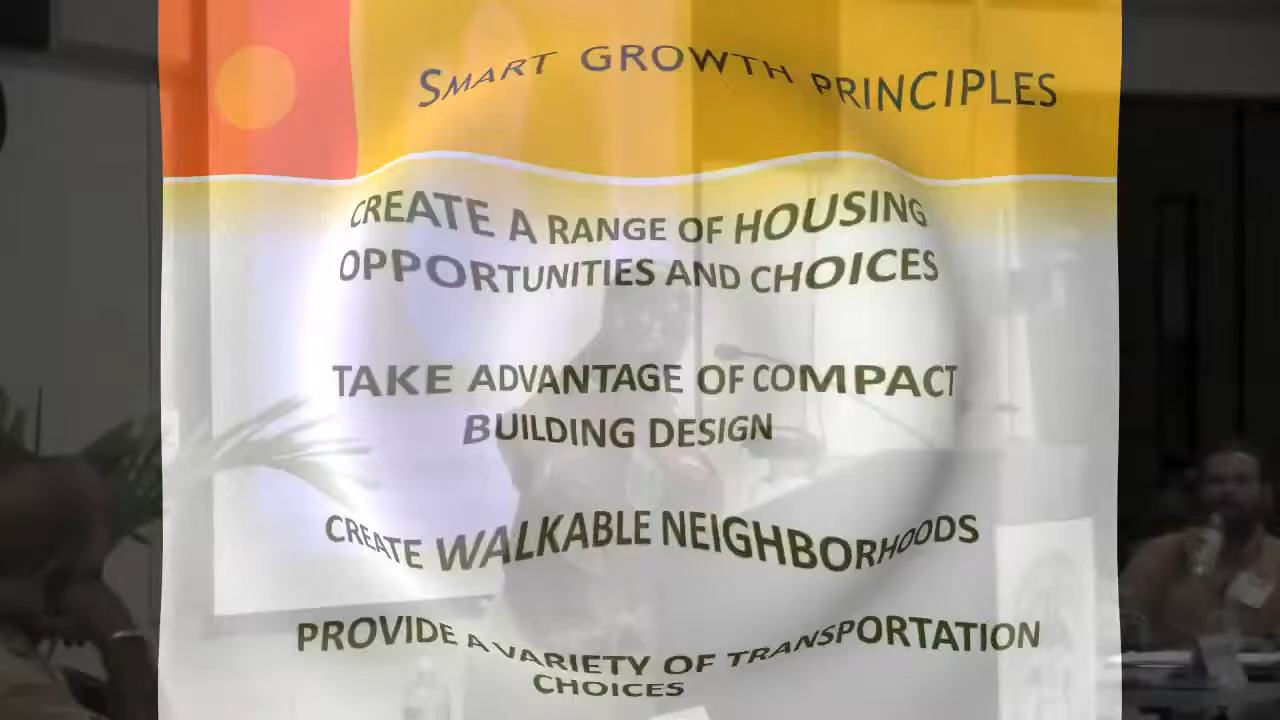 SMART GROWTH PRINCIPLES
CREATE A RANGE OF HOUSING
OPPORTUNITIES AND CHOICES
TAKE ADVANTAGE OF COMPACT
BUILDING DESIGN
CREATE WALKABLE NEIGHBORHOODS
PROVIDE A VARIETY OF TRANSPORTATION
CHOICES